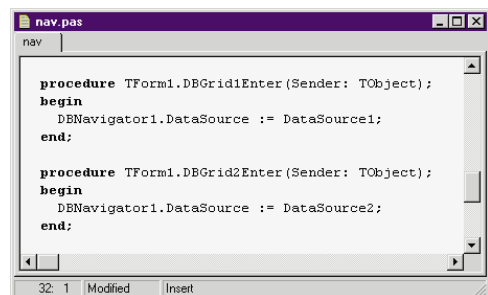 nav.pas
nav
procedure TForm1.DBGrid1Enter(Sender: TObject);
begin
DBNavigator1.DataSource := DataSource1;
end;
procedure TForm1.DBGrid2Enter(Sender: TObject);
begin
DBNavigator1.DataSource := DataSource2;
end;
32: 1 Modified Insert